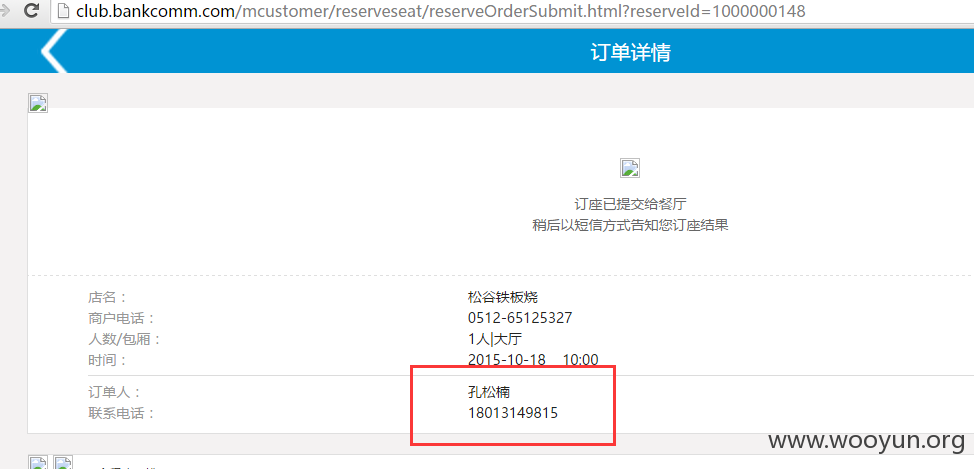 club.bankcomm.com/mcustomer/reserveseat/reserveOrderSubmit.html?reserveId=1000000148
订单详情
订座已提交给餐厅
稍后以短信方式告知您订座结果
店名： 松谷铁板烧
商户电话： 0512-65125327
人数/包厢： 1人|大厅
时间： 2015-10-18 10:00
订单人： 孔松楠
联系电话： 18013149815
www.wooyun.org